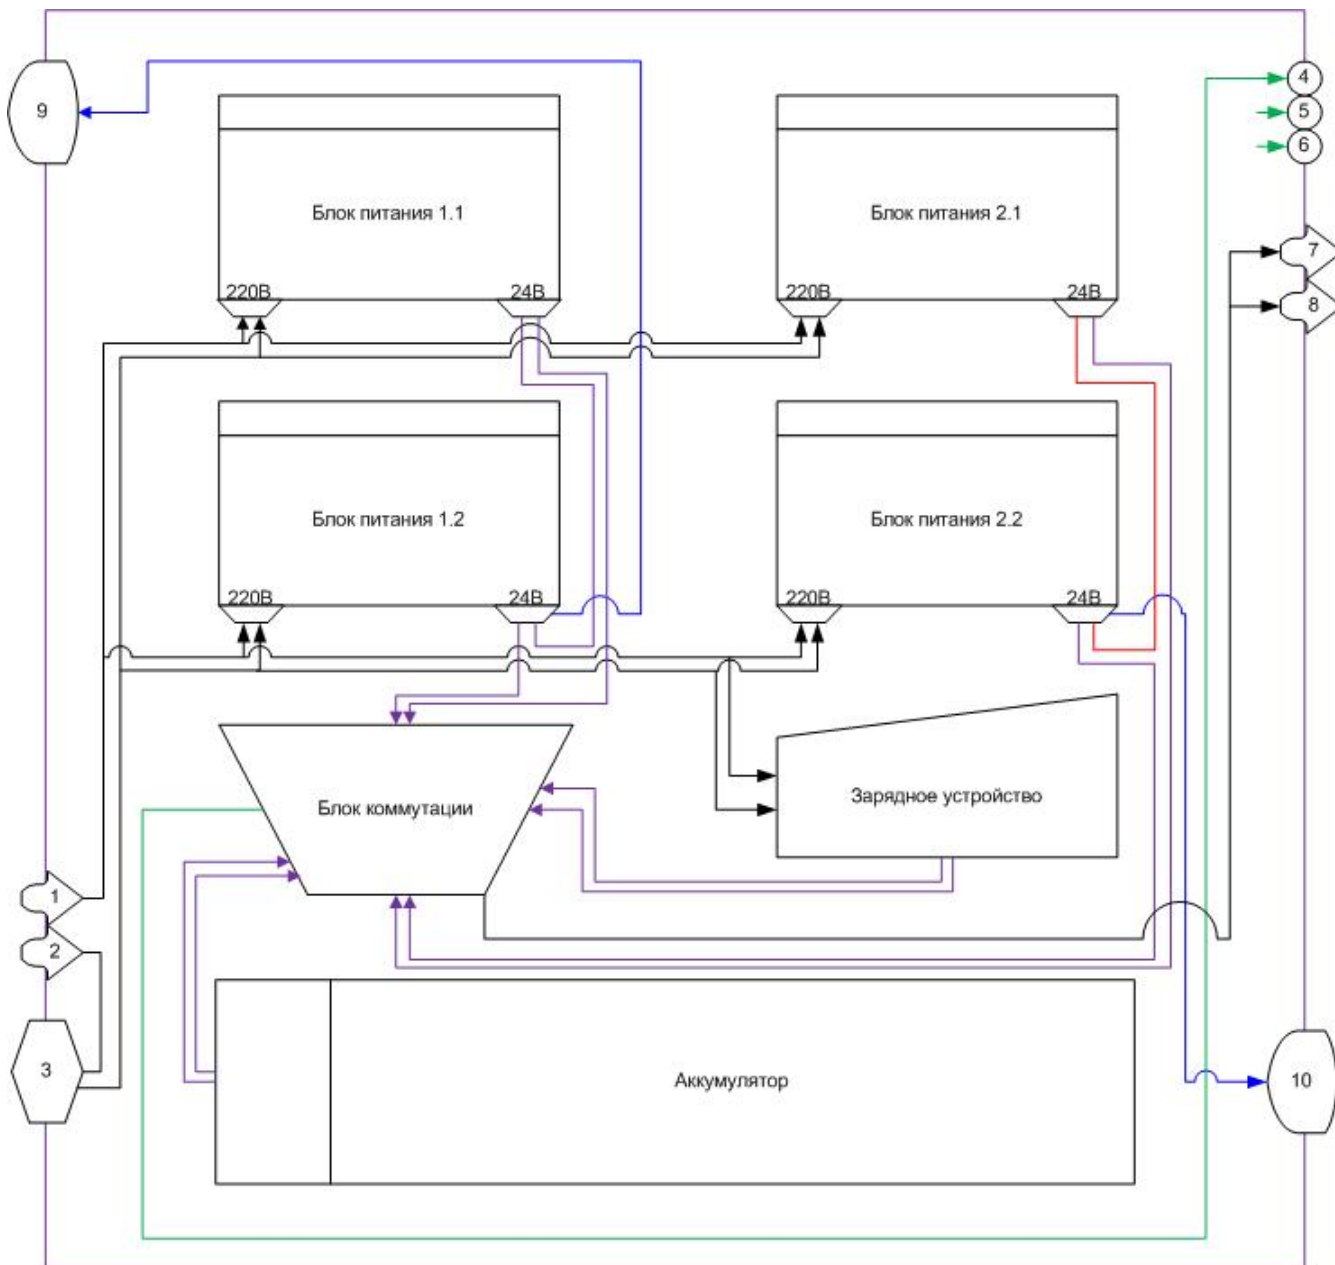 4
9
5
6
Блок питания 1.1
Блок питания 2.1
7
220В
24В
220В
24В
8
Блок питания 1.2
Блок питания 2.2
220В
24В
220В
24В
Зарядное устройство
Блок коммутации
1
2
3
Аккумулятор
10